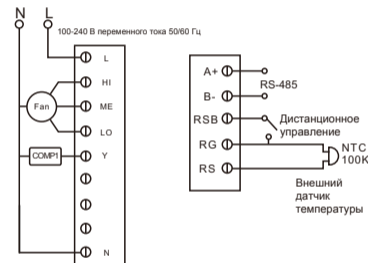 N
L
100-240 В переменного тока 50/60 Гц
L
HI
Fan
ME
LO
COMP1
Y
N
A+
RS-485
B-
RSB
Дистанционное
управление
RG
NTC
100K
RS
Внешний
датчик
температуры